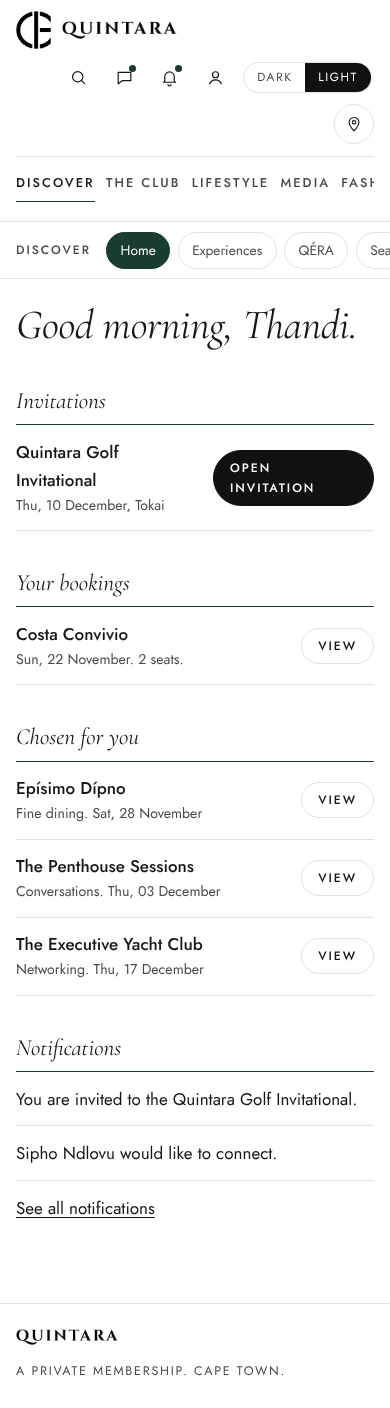 QUINTARA
DARK LIGHT
DISCOVER THE CLUB LIFESTYLE MEDIA
DISCOVER Home Experiences QÉRA
Good morning, Thandi.
Invitations
Quintara Golf
Invitational
Thu, 10 December, Tokai
OPEN
INVITATION
Your bookings
Costa Convivio
Sun, 22 November. 2 seats.
VIEW
Chosen for you
Epísimo Dípno
Fine dining. Sat, 28 November
VIEW
The Penthouse Sessions
Conversations. Thu, 03 December
VIEW
The Executive Yacht Club
Networking. Thu, 17 December
VIEW
Notifications
You are invited to the Quintara Golf Invitational.
Sipho Ndlovu would like to connect.
See all notifications
QUINTARA
A PRIVATE MEMBERSHIP. CAPE TOWN.